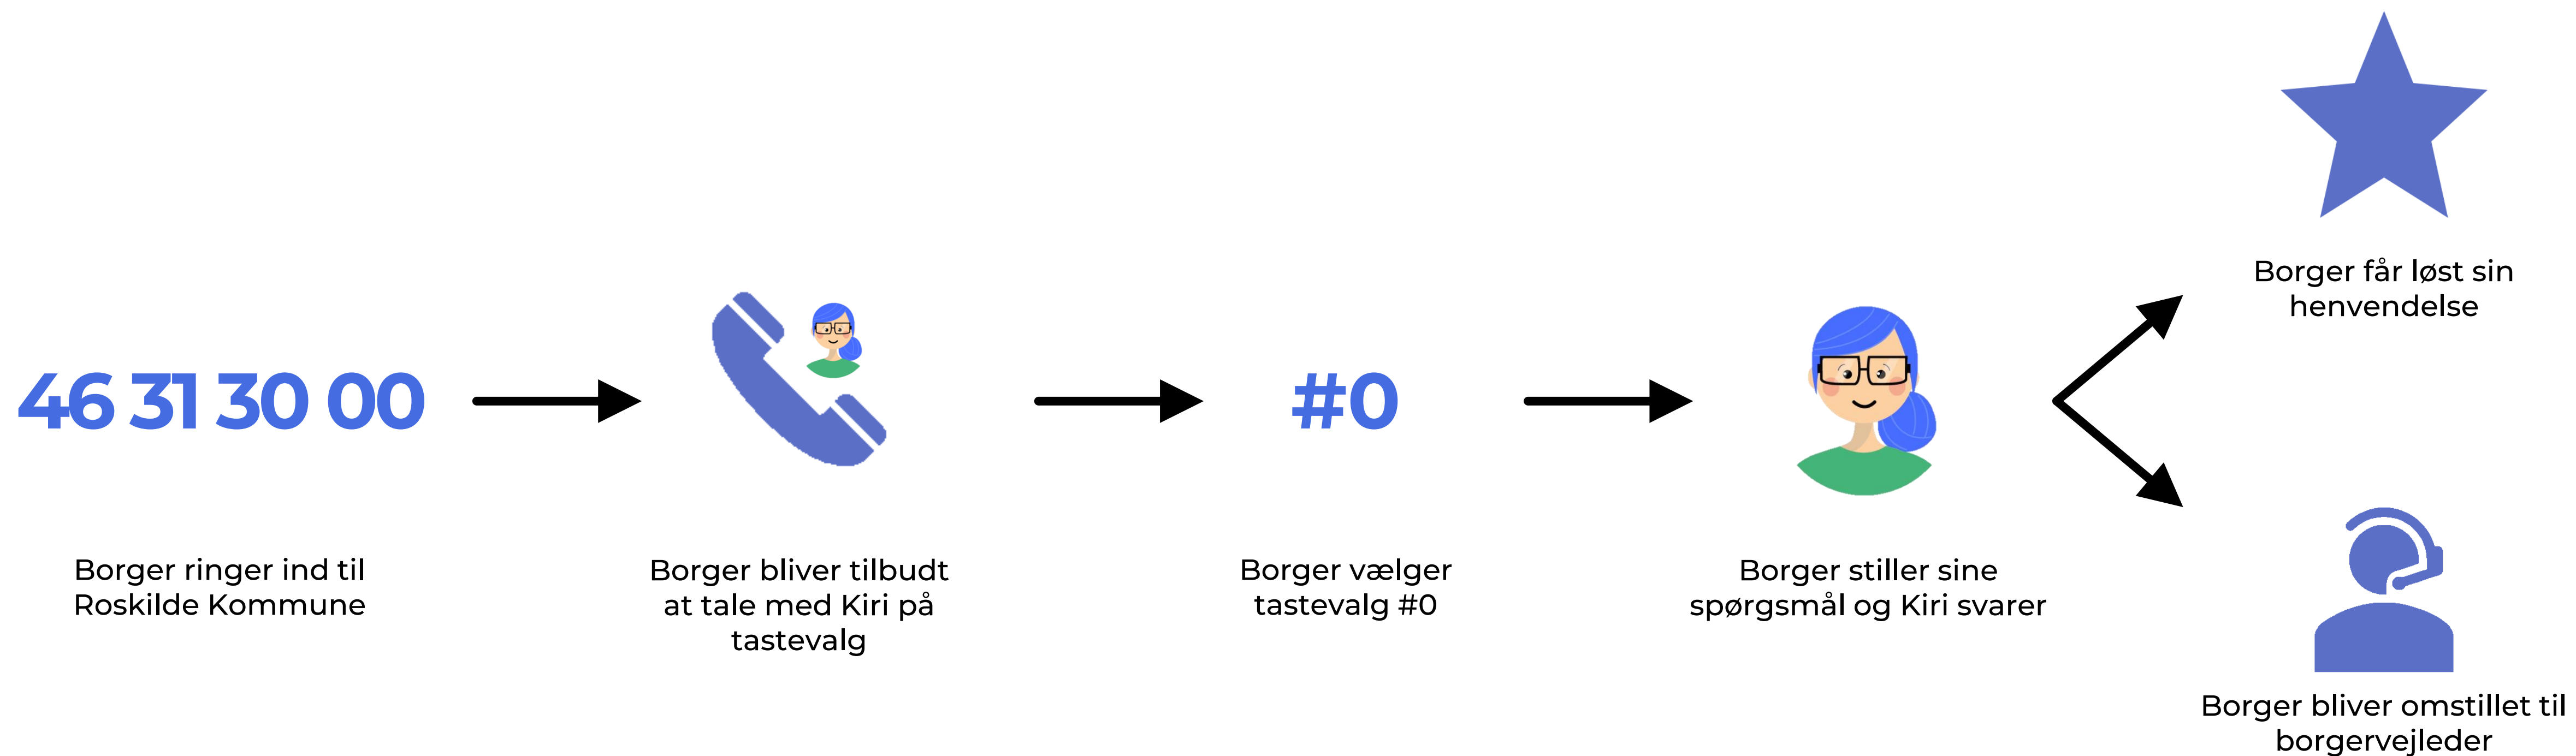 46 31 30 00
Borger ringer ind til
Roskilde Kommune
Borger bliver tilbudt
at tale med Kiri på
tastevalg
#0
Borger vælger
tastevalg #0
Borger stiller sine
spørgsmål og Kiri svarer
Borger får løst sin
henvendelse
Borger bliver omstillet til
borgervejleder